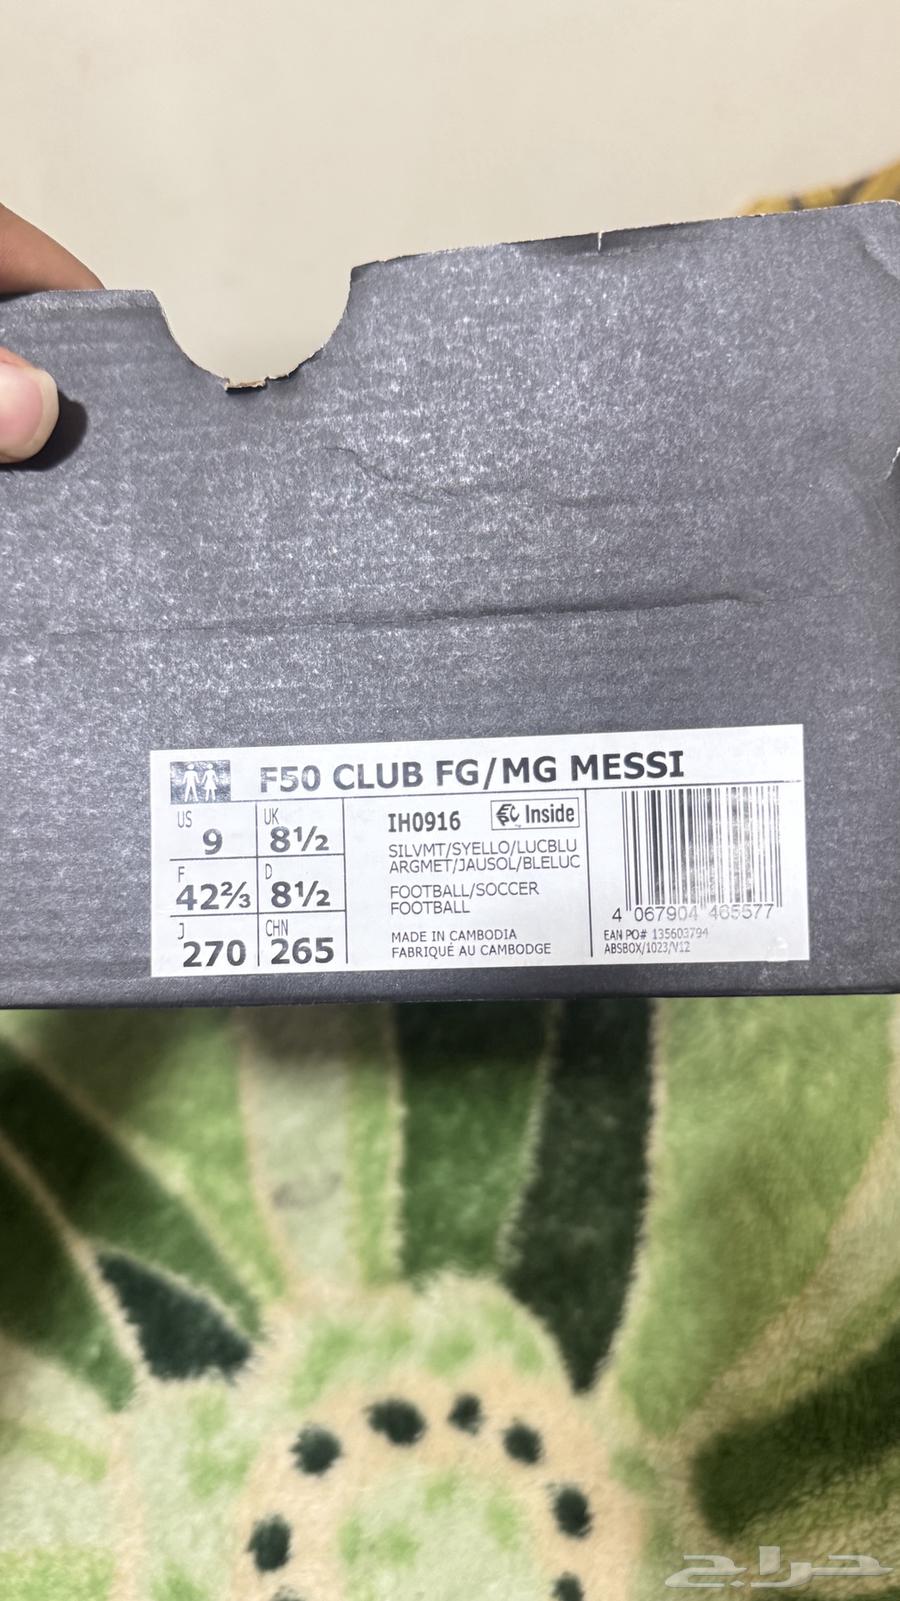 F50 CLUB FG/MG MESSI
US 9
UK 8½
F 42⅔
D 8½
J 270
CHN 265
IH0916
Inside
SILVMT/SYELLO/LUCBLU
ARGMET/JAUSOL/BLELUC
FOOTBALL/SOCCER
FOOTBALL
MADE IN CAMBODIA
FABRIQUÉ AU CAMBODGE
4 067904 465577
EAN PO# 135603794
ABSBOX/1023/V12
حراج